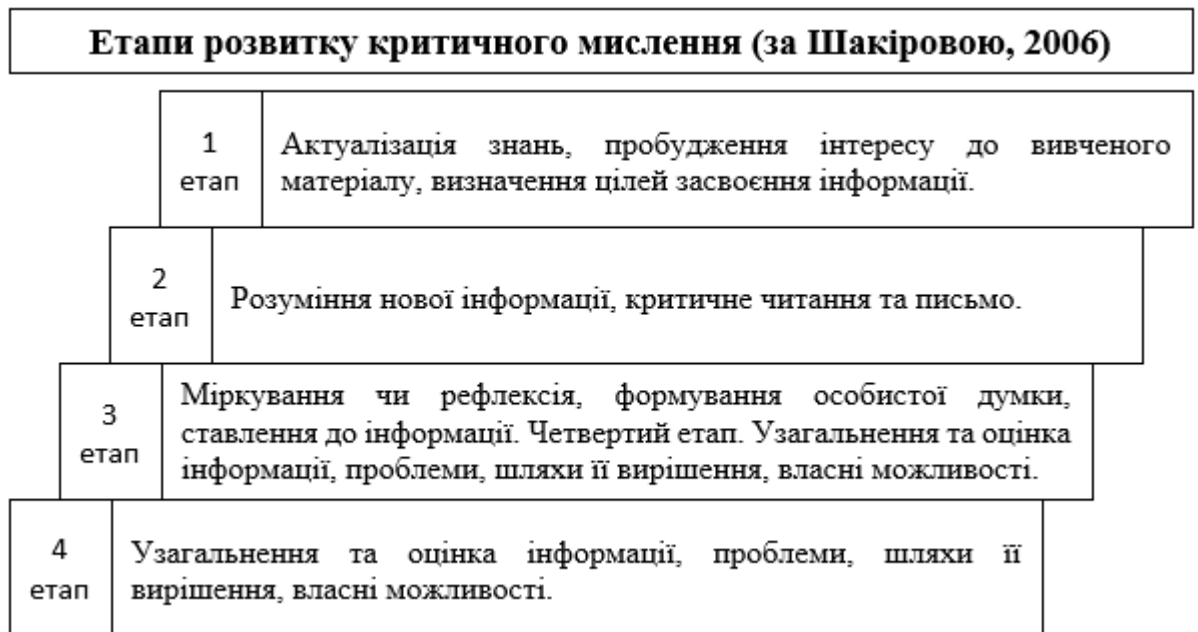 Етапи розвитку критичного мислення (за Шакіровою, 2006)
1
етап
Актуалізація знань, пробудження інтересу до вивченого
матеріалу, визначення цілей засвоєння інформації.
2
етап
Розуміння нової інформації, критичне читання та письмо.
3
етап
Міркування чи рефлексія, формування особистої думки,
ставлення до інформації. Четвертий етап. Узагальнення та оцінка
інформації, проблеми, шляхи її вирішення, власні можливості.
4
етап
Узагальнення та оцінка інформації, проблеми, шляхи її
вирішення, власні можливості.